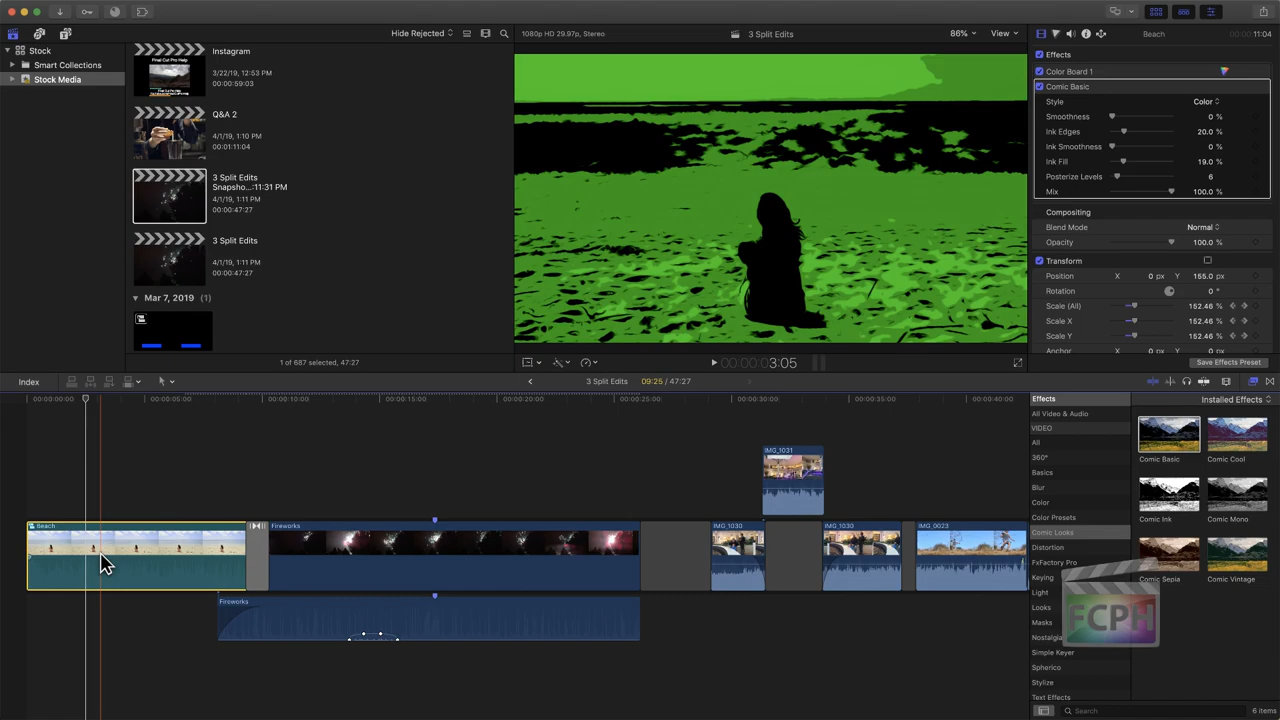 Hide Rejected
1080p HD 29.97p, Stereo
3 Split Edits
86%
View
Beach
11:04
Stock
Smart Collections
Stock Media
Instagram
3/22/19, 12:53 PM
00:00:59:03
Q&A 2
4/1/19, 1:10 PM
00:01:11:04
3 Split Edits
Snapsho...:11:31 PM
4/1/19, 1:11 PM
00:00:47:27
3 Split Edits
4/1/19, 1:11 PM
00:00:47:27
Mar 7, 2019 (1)
1 of 687 selected, 47:27
00:00:00:03:05
Effects
Color Board 1
Comic Basic
Style Color
Smoothness 0 %
Ink Edges 20.0 %
Ink Smoothness 0 %
Ink Fill 19.0 %
Posterize Levels 6
Mix 100.0 %
Compositing
Blend Mode Normal
Opacity 100.0 %
Transform
Position X 0 px Y 155.0 px
Rotation 0 °
Scale (All) 152.46 %
Scale X 152.46 %
Scale Y 152.46 %
Anchor X 0 px Y 0 px
Save Effects Preset
Index
3 Split Edits
09:25 / 47:27
00:00:00:00
00:00:05:00
00:00:10:00
00:00:15:00
00:00:20:00
00:00:25:00
00:00:30:00
00:00:35:00
00:00:40:00
IMG_1031
Beach
Fireworks
IMG_1030
IMG_1030
IMG_0023
Fireworks
Effects
Installed Effects
All Video & Audio
VIDEO
All
360°
Basics
Blur
Color
Color Presets
Comic Looks
Distortion
FxFactory Pro
Keying
Light
Looks
Masks
Nostalgia
Simple Keyer
Spherico
Stylize
Text Effects
Comic Basic
Comic Cool
Comic Ink
Comic Mono
Comic Sepia
Comic Vintage
FCPH
Search
6 items